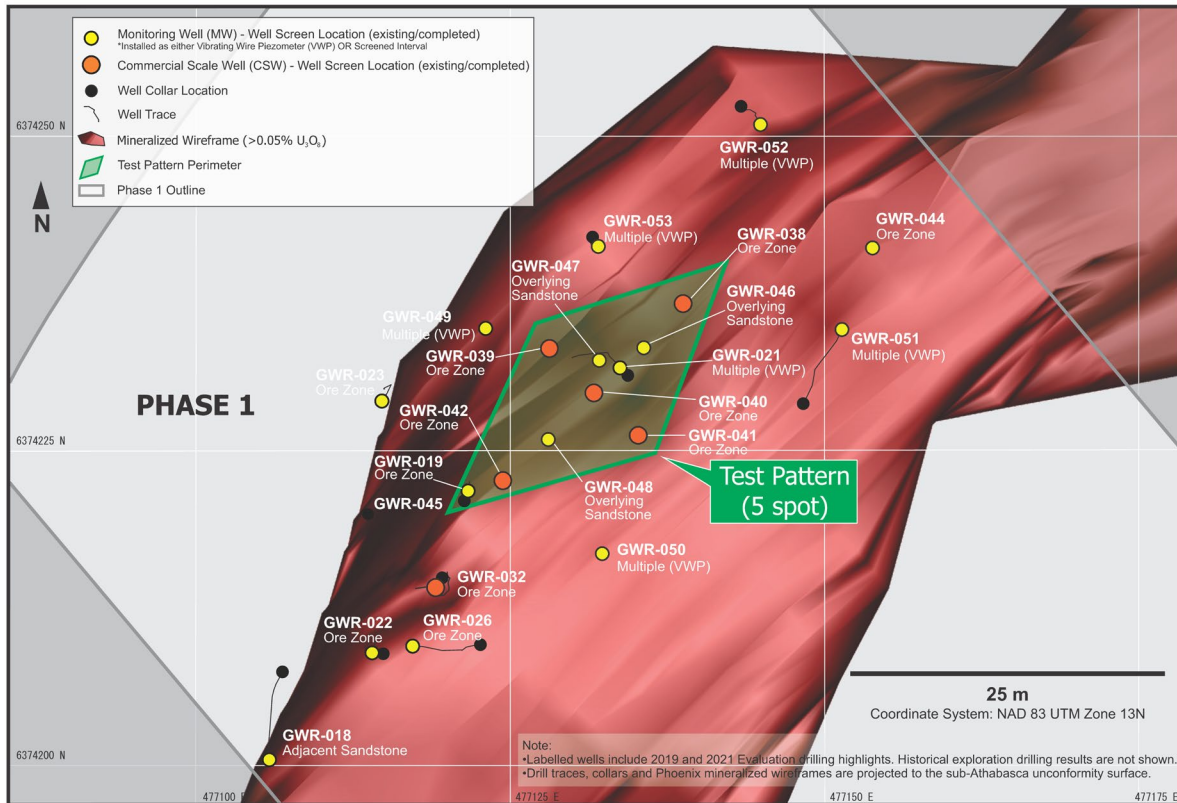 Monitoring Well (MW) - Well Screen Location (existing/completed)
*Installed as either Vibrating Wire Piezometer (VWP) OR Screened Interval
Commercial Scale Well (CSW) - Well Screen Location (existing/completed)
Well Collar Location
Well Trace
Mineralized Wireframe (>0.05% U₃O₈)
Test Pattern Perimeter
Phase 1 Outline
6374250 N
N
GWR-052
Multiple (VWP)
GWR-053
Multiple (VWP)
GWR-038
Ore Zone
GWR-044
Ore Zone
GWR-047
Overlying
Sandstone
GWR-046
Overlying
Sandstone
GWR-049
Multiple (VWP)
GWR-039
Ore Zone
GWR-021
Multiple (VWP)
GWR-051
Multiple (VWP)
GWR-023
Ore Zone
PHASE 1
GWR-042
Ore Zone
GWR-040
Ore Zone
GWR-041
Ore Zone
6374225 N
GWR-019
Ore Zone
GWR-045
GWR-048
Overlying
Sandstone
Test Pattern
(5 spot)
GWR-050
Multiple (VWP)
GWR-032
Ore Zone
GWR-022
Ore Zone
GWR-026
Ore Zone
25 m
Coordinate System: NAD 83 UTM Zone 13N
GWR-018
Adjacent Sandstone
6374200 N
Note:
•Labelled wells include 2019 and 2021 Evaluation drilling highlights. Historical exploration drilling results are not shown.
•Drill traces, collars and Phoenix mineralized wireframes are projected to the sub-Athabasca unconformity surface.
477100 E
477125 E
477150 E
477175 E